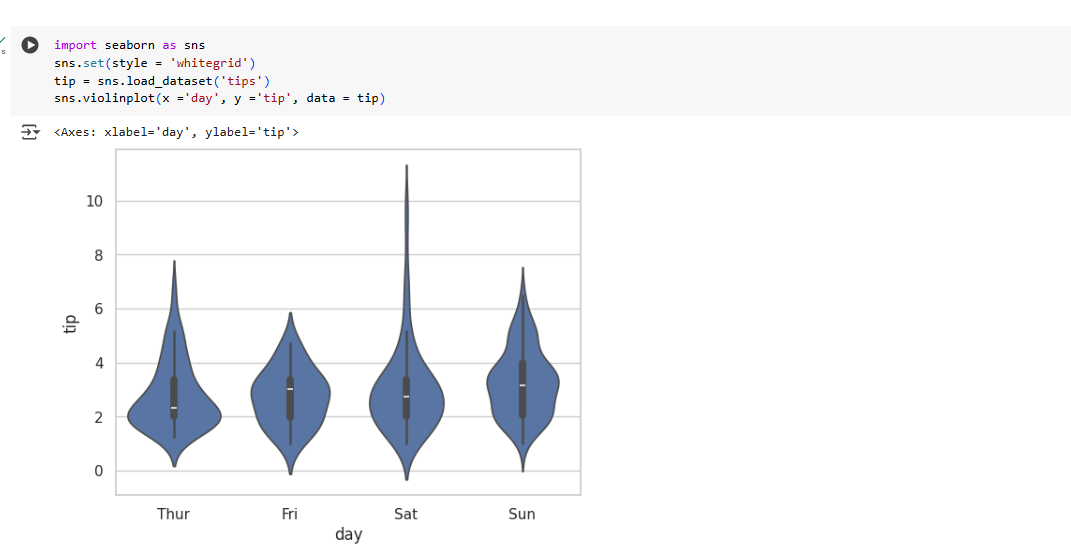 import seaborn as sns
s
sns.set(style = 'whitegrid')
tip = sns.load_dataset('tips')
sns.violinplot(x ='day', y ='tip', data = tip)
<Axes: xlabel='day', ylabel='tip'>
10
8
6
4
2
0
tip
Thur Fri Sat Sun
day